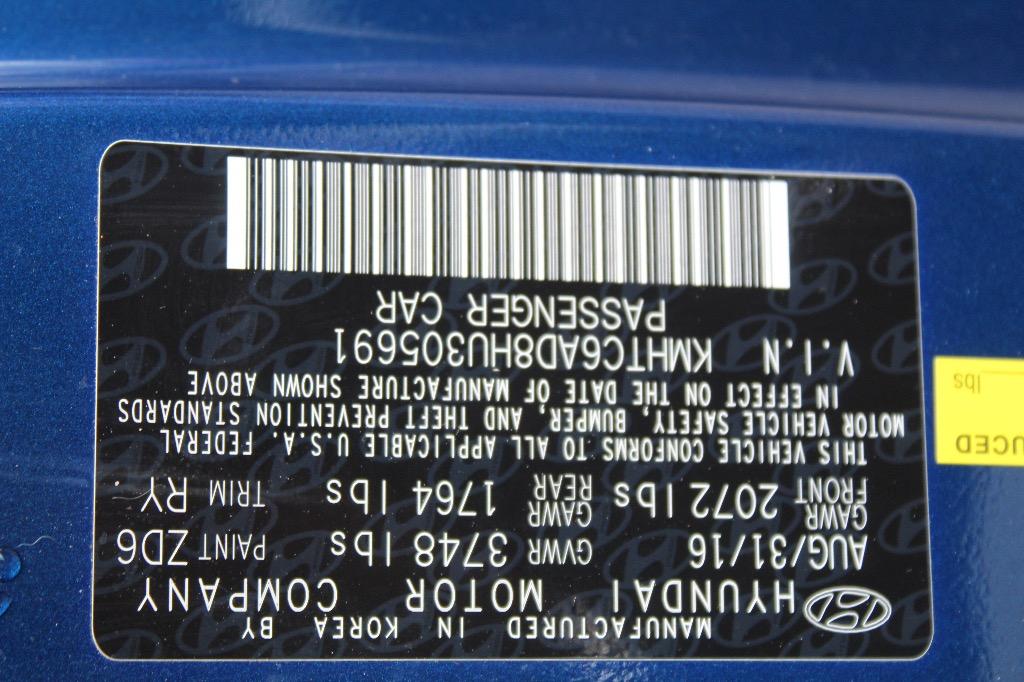 MANUFACTURED IN KOREA BY
HYUNDAI MOTOR COMPANY
AUG/31/16 GVWR 3748 lbs PAINT ZD6
GAWR FRONT 2072 lbs GAWR REAR 1764 lbs TRIM RY
THIS VEHICLE CONFORMS TO ALL APPLICABLE U.S.A. FEDERAL
MOTOR VEHICLE SAFETY, BUMPER, AND THEFT PREVENTION STANDARDS
IN EFFECT ON THE DATE OF MANUFACTURE SHOWN ABOVE
V.I.N KMHTC6AD8HU305691
PASSENGER CAR
UCED
lbs